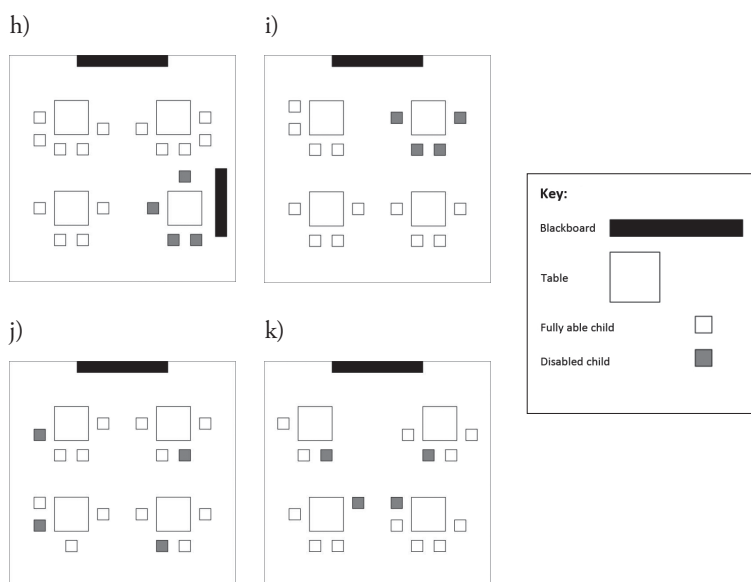 h)
i)
Key:
Blackboard
Table
Fully able child
Disabled child
j)
k)